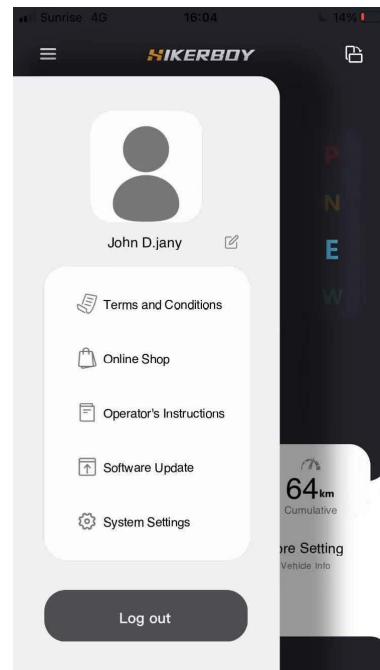 Sunrise 4G 16:04 14%
HIKERBOY
P
N
E
W
John D.jany
Terms and Conditions
Online Shop
Operator's Instructions
Software Update
System Settings
64km
Cumulative
ore Setting
Vehicle Info
Log out